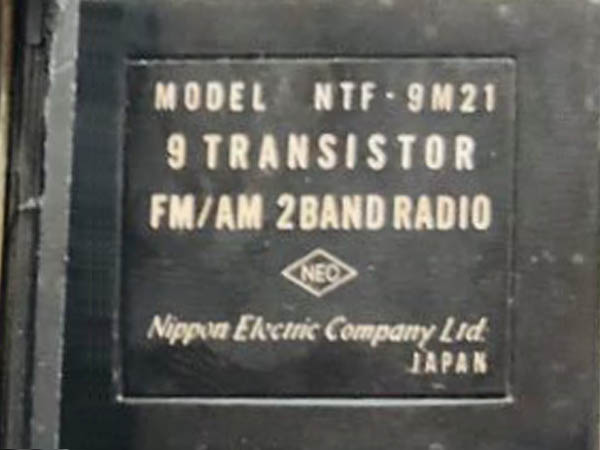 MODEL NTF-9M21
9 TRANSISTOR
FM/AM 2BAND RADIO
NEC
Nippon Electric Company Ltd.
JAPAN